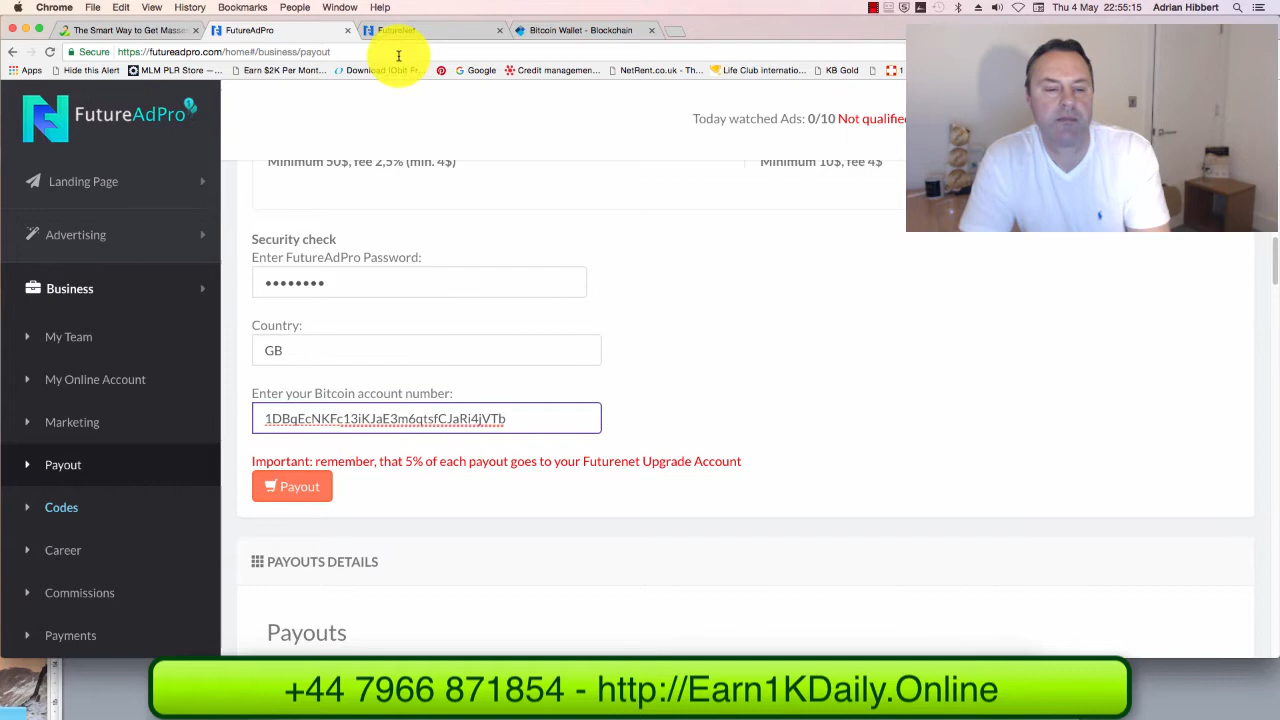 Chrome File Edit View History Bookmarks People Window Help
Thu 4 May 22:55:15 Adrian Hibbert
The Smart Way to Get Mass
FutureAdPro
FutureNet
Bitcoin Wallet - Blockchain
Secure https://futureadpro.com/home#/business/payout
Apps Hide this Alert MLM PLR Store — ... Earn $2K Per Mont... Download IObit Fr... Google Credit managemen... NetRent.co.uk - Th... Life Club internatio... KB Gold 1
FutureAdPro
Today watched Ads: 0/10 Not qualified
Minimum 50$, fee 2,5% (min. 4$)
Minimum 10$, fee 4$
Landing Page
Advertising
Business
My Team
My Online Account
Marketing
Payout
Codes
Career
Commissions
Payments
Security check
Enter FutureAdPro Password:
••••••••
Country:
GB
Enter your Bitcoin account number:
1DBqEcNKFc13iKJaE3m6qtsfCJaRi4jVTb
Important: remember, that 5% of each payout goes to your Futurenet Upgrade Account
Payout
PAYOUTS DETAILS
Payouts
+44 7966 871854 - http://Earn1KDaily.Online